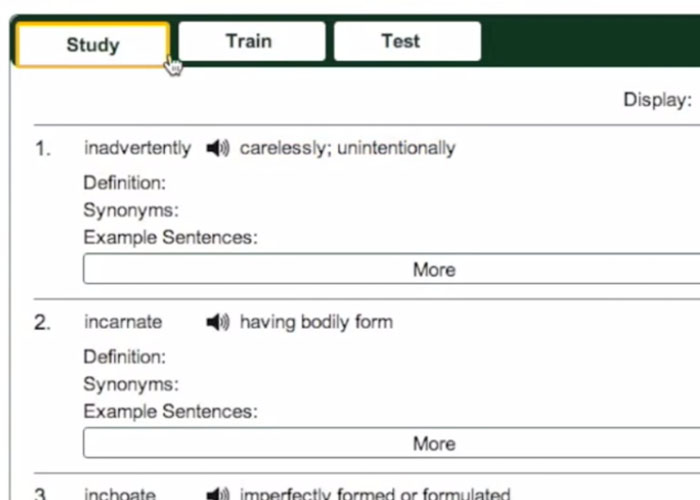 Study Train Test
Display:
1. inadvertently carelessly; unintentionally
Definition:
Synonyms:
Example Sentences:
More
2. incarnate having bodily form
Definition:
Synonyms:
Example Sentences:
More
3. inchoate imperfectly formed or formulated